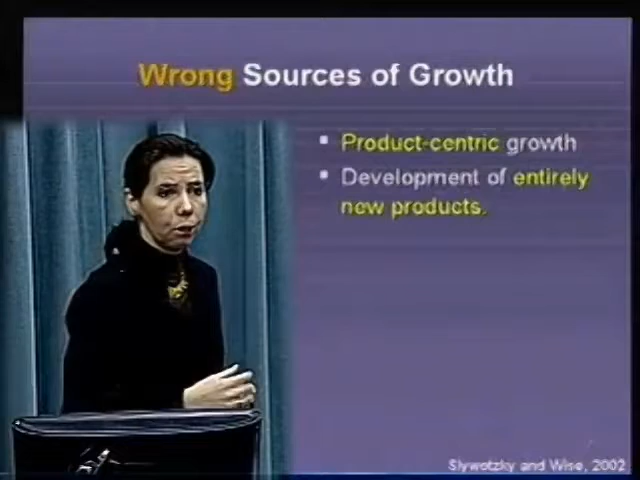 Wrong Sources of Growth
Product-centric growth
Development of entirely
new products.
Slywotzky and Wise, 2002